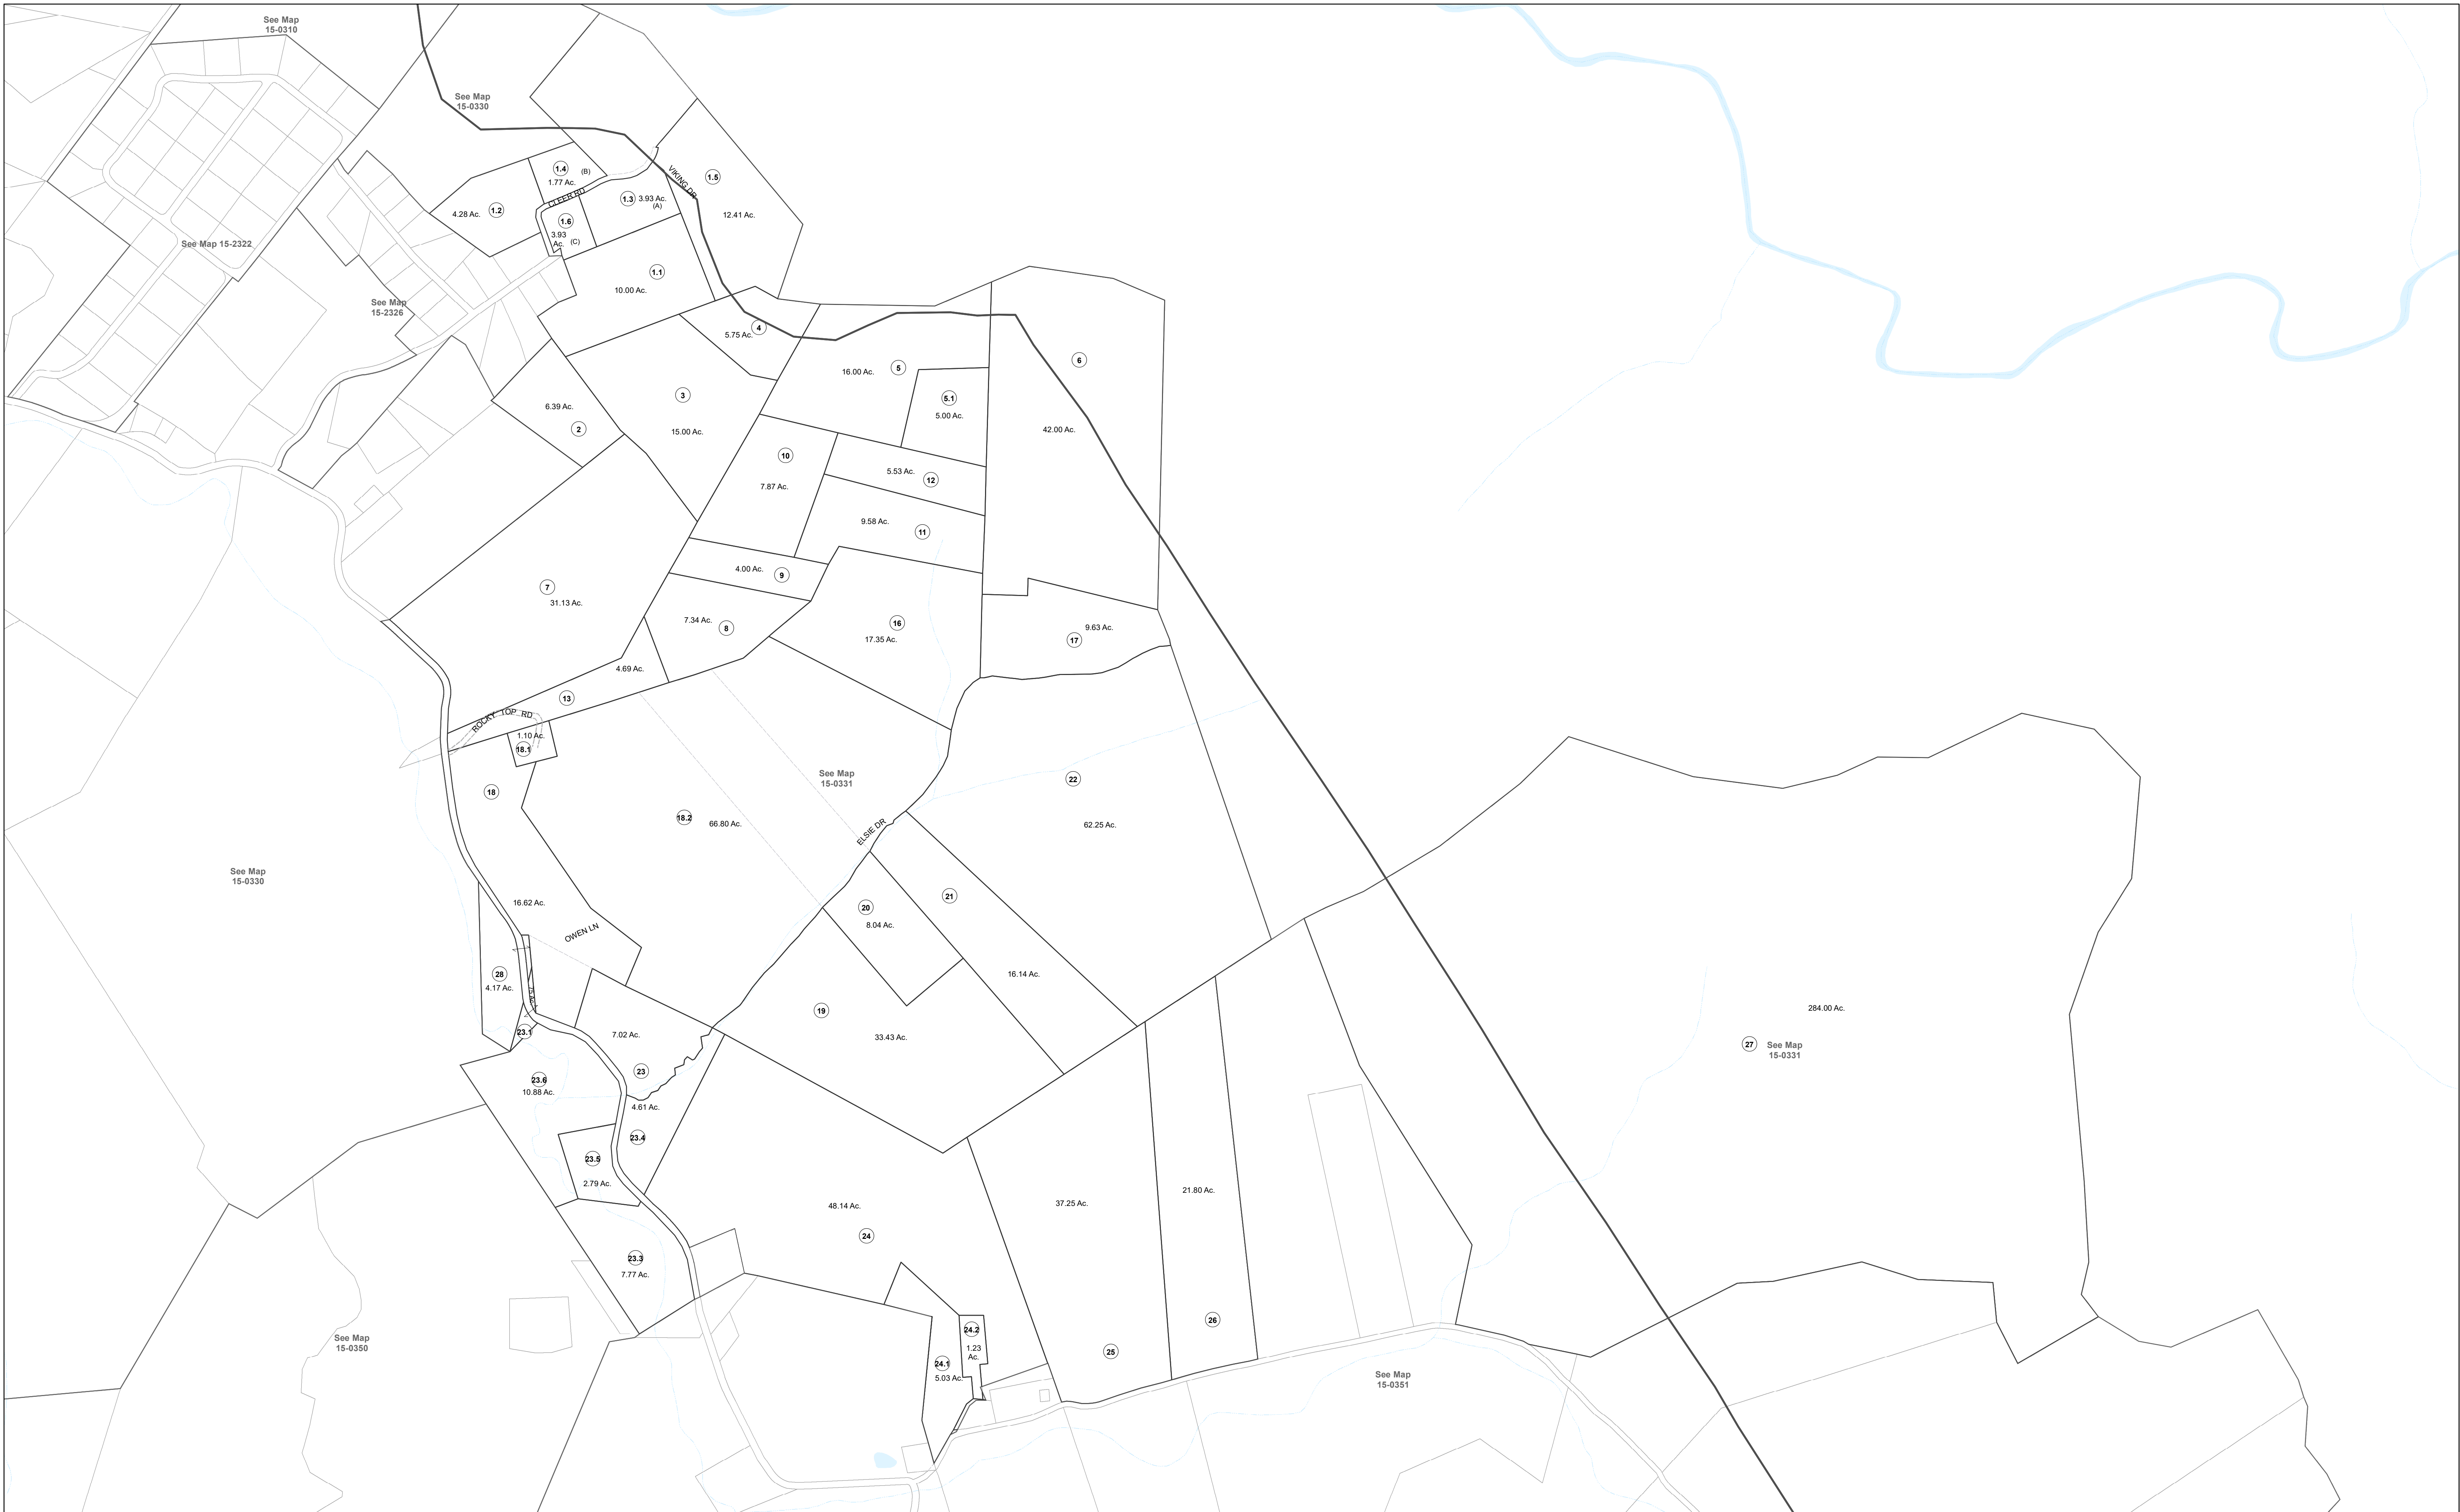 See Map
15-0310
See Map
15-0330
1.4
(B)
1.77 Ac.
CLEER RD
VIKING DR
1.5
12.41 Ac.
1.3
3.93 Ac.
(A)
4.28 Ac.
1.2
1.6
3.93
Ac.
(C)
See Map 15-2322
1.1
10.00 Ac.
See Map
15-2326
4
5.75 Ac.
6
5
16.00 Ac.
3
5.1
5.00 Ac.
6.39 Ac.
2
15.00 Ac.
42.00 Ac.
10
5.53 Ac.
12
7.87 Ac.
9.58 Ac.
11
4.00 Ac.
9
7
31.13 Ac.
7.34 Ac.
8
16
17.35 Ac.
9.63 Ac.
17
4.69 Ac.
13
ROCKY TOP RD
1.10 Ac.
18.1
18
See Map
15-0331
22
18.2
66.80 Ac.
ELSIE DR
62.25 Ac.
See Map
15-0330
16.62 Ac.
21
20
8.04 Ac.
OWEN LN
28
4.17 Ac.
16.14 Ac.
23.1
7.02 Ac.
19
33.43 Ac.
284.00 Ac.
27
See Map
15-0331
23
23.6
10.88 Ac.
4.61 Ac.
23.4
23.5
2.79 Ac.
48.14 Ac.
24
37.25 Ac.
21.80 Ac.
23.3
7.77 Ac.
26
See Map
15-0350
24.2
1.23
Ac.
24.1
5.03 Ac.
25
See Map
15-0351